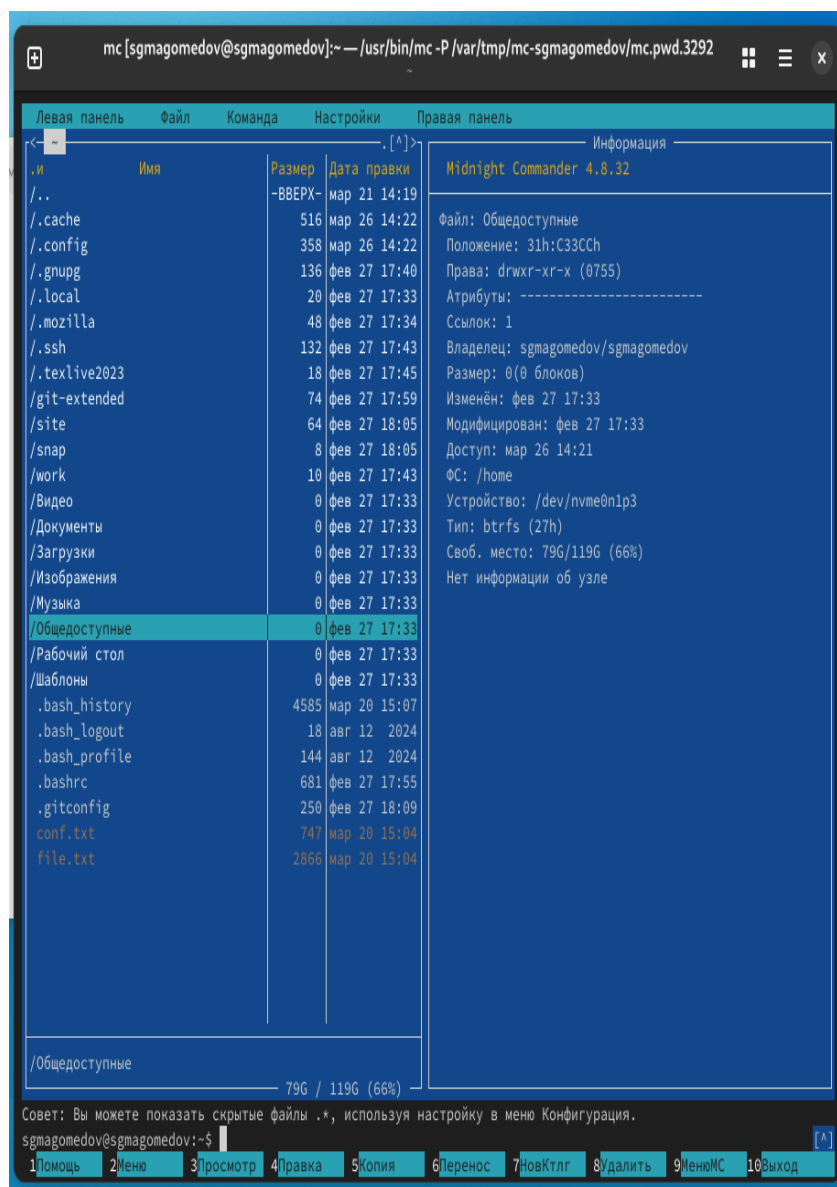 mc [sgmagomedov@sgmagomedov]:~ — /usr/bin/mc -P /var/tmp/mc-sgmagomedov/mc.pwd.3292
~
Левая панель Файл Команда Настройки Правая панель
<─ ~ .[^]>
.и Имя Размер Дата правки
/.. -ВВЕРХ- мар 21 14:19
/.cache 516 мар 26 14:22
/.config 358 мар 26 14:22
/.gnupg 136 фев 27 17:40
/.local 20 фев 27 17:33
/.mozilla 48 фев 27 17:34
/.ssh 132 фев 27 17:43
/.texlive2023 18 фев 27 17:45
/git-extended 74 фев 27 17:59
/site 64 фев 27 18:05
/snap 8 фев 27 18:05
/work 10 фев 27 17:43
/Видео 0 фев 27 17:33
/Документы 0 фев 27 17:33
/Загрузки 0 фев 27 17:33
/Изображения 0 фев 27 17:33
/Музыка 0 фев 27 17:33
/Общедоступные 0 фев 27 17:33
/Рабочий стол 0 фев 27 17:33
/Шаблоны 0 фев 27 17:33
.bash_history 4585 мар 20 15:07
.bash_logout 18 авг 12 2024
.bash_profile 144 авг 12 2024
.bashrc 681 фев 27 17:55
.gitconfig 250 фев 27 18:09
conf.txt 747 мар 20 15:04
file.txt 2866 мар 20 15:04
/Общедоступные
79G / 119G (66%)
Информация
Midnight Commander 4.8.32
Файл: Общедоступные
Положение: 31h:C33CCh
Права: drwxr-xr-x (0755)
Атрибуты: -------------------------
Ссылок: 1
Владелец: sgmagomedov/sgmagomedov
Размер: 0(0 блоков)
Изменён: фев 27 17:33
Модифицирован: фев 27 17:33
Доступ: мар 26 14:21
ФС: /home
Устройство: /dev/nvme0n1p3
Тип: btrfs (27h)
Своб. место: 79G/119G (66%)
Нет информации об узле
Совет: Вы можете показать скрытые файлы .*, используя настройку в меню Конфигурация.
sgmagomedov@sgmagomedov:~$ [^]
1Помощь 2Меню 3Просмотр 4Правка 5Копия 6Перенос 7НовКтлг 8Удалить 9МенюMC 10Выход